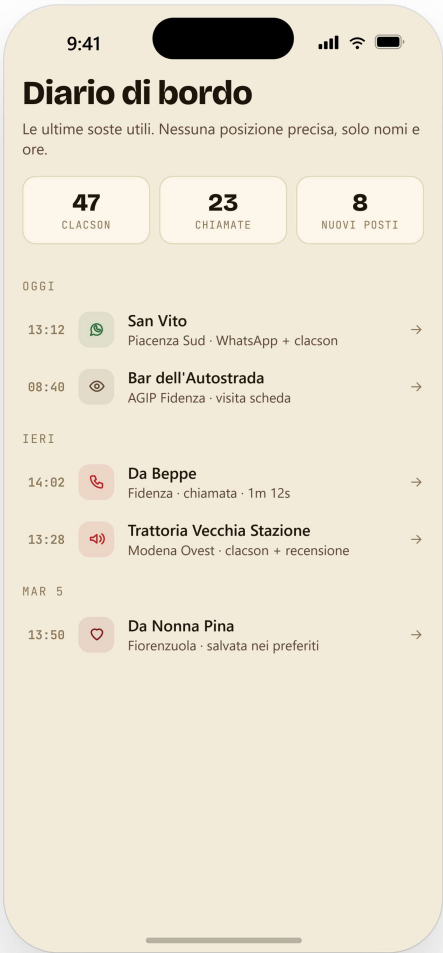 9:41
Diario di bordo
Le ultime soste utili. Nessuna posizione precisa, solo nomi e
ore.
47
CLACSON
23
CHIAMATE
8
NUOVI POSTI
OGGI
13:12
San Vito
Piacenza Sud · WhatsApp + clacson
08:40
Bar dell'Autostrada
AGIP Fidenza · visita scheda
IERI
14:02
Da Beppe
Fidenza · chiamata · 1m 12s
13:28
Trattoria Vecchia Stazione
Modena Ovest · clacson + recensione
MAR 5
13:50
Da Nonna Pina
Fiorenzuola · salvata nei preferiti